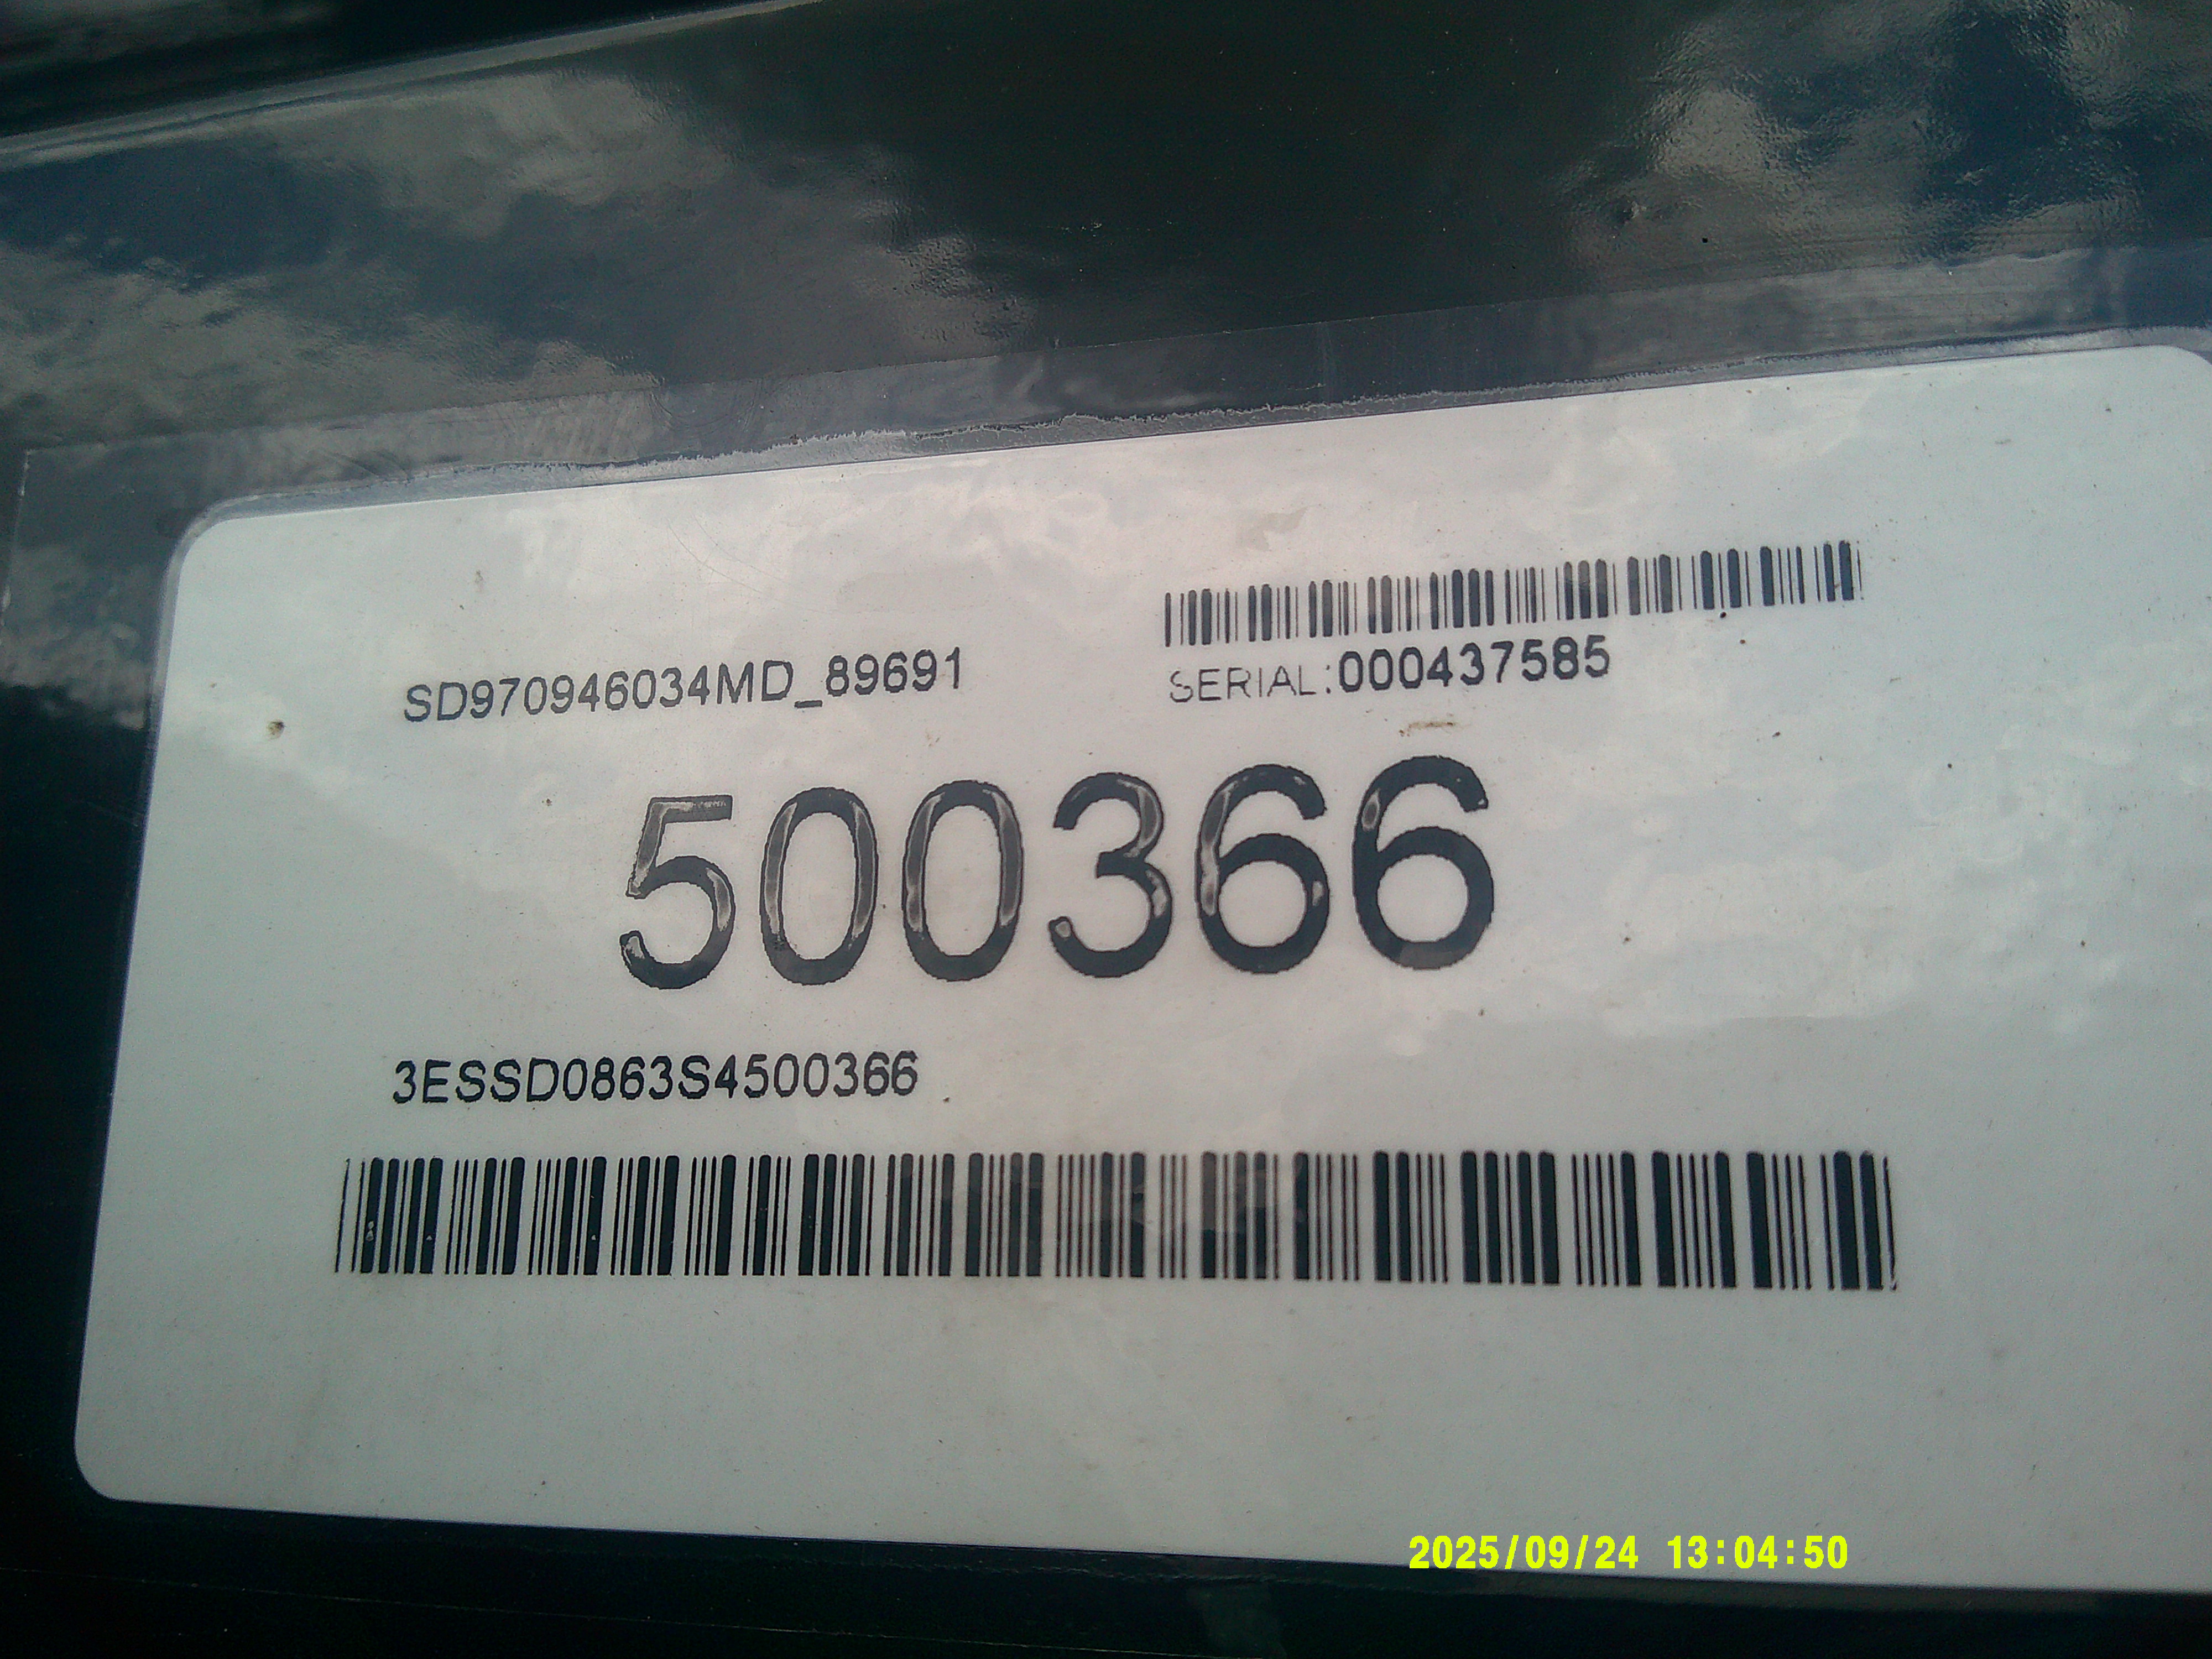 SD970946034MD_89691
SERIAL:000437585
500366
3ESSD0863S4500366
2025/09/24 13:04:50